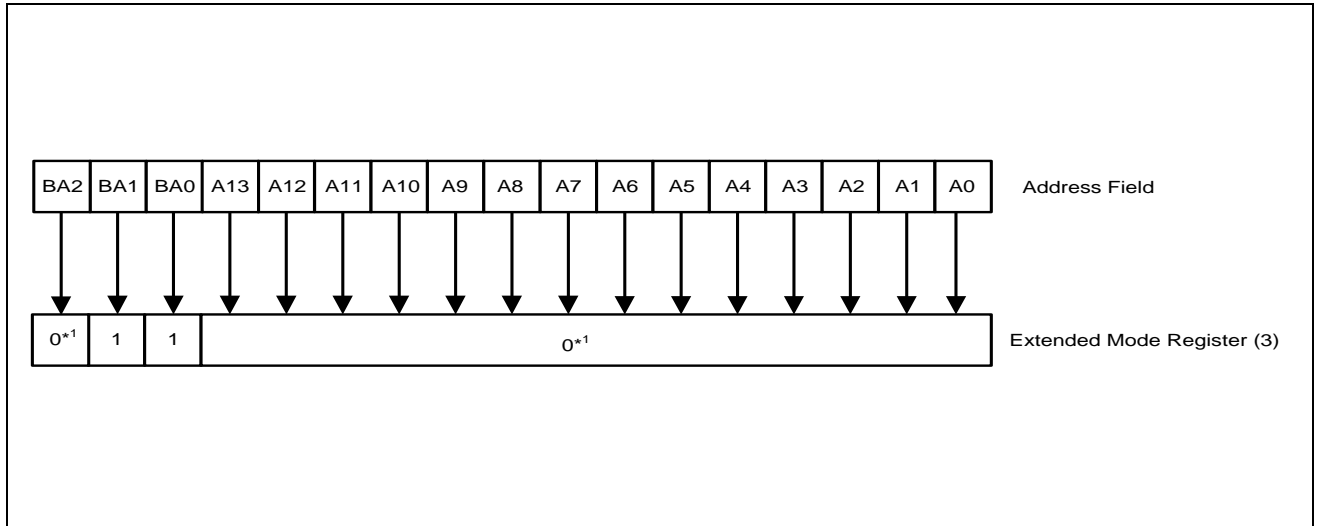 BA2 BA1 BA0 A13 A12 A11 A10 A9 A8 A7 A6 A5 A4 A3 A2 A1 A0 Address Field
0*1 1 1 0*1 Extended Mode Register (3)